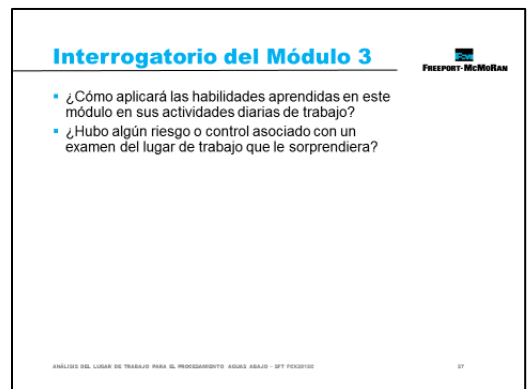 Interrogatorio del Módulo 3
FCX
FREEPORT-MCMORAN
¿Cómo aplicará las habilidades aprendidas en este
módulo en sus actividades diarias de trabajo?
¿Hubo algún riesgo o control asociado con un
examen del lugar de trabajo que le sorprendiera?
ANÁLISIS DEL LUGAR DE TRABAJO PARA EL PROCESAMIENTO AGUAS ABAJO - SFT
37